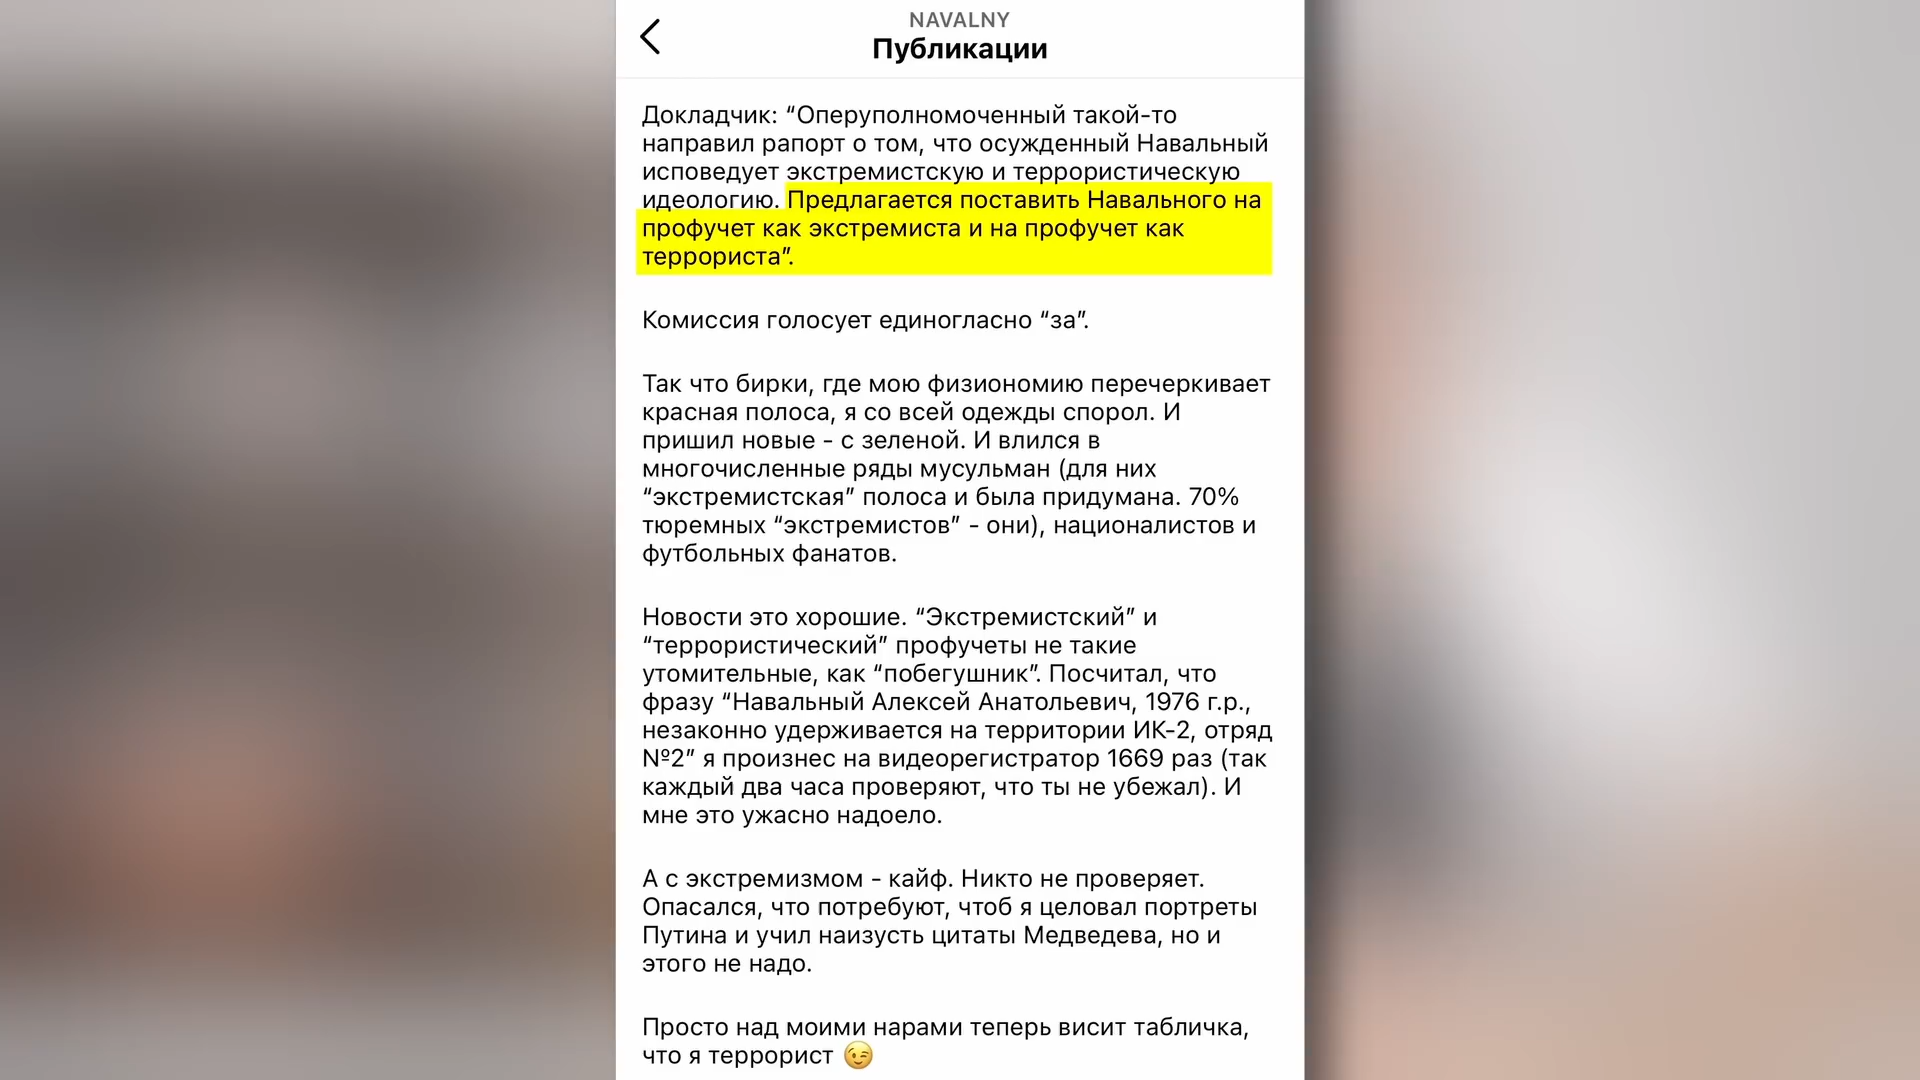 NAVALNY
Публикации
Докладчик: “Оперуполномоченный такой-то
направил рапорт о том, что осужденный Навальный
исповедует экстремистскую и террористическую
идеологию. Предлагается поставить Навального на
профучет как экстремиста и на профучет как
террориста”.
Комиссия голосует единогласно “за”.
Так что бирки, где мою физиономию перечеркивает
красная полоса, я со всей одежды спорол. И
пришил новые - с зеленой. И влился в
многочисленные ряды мусульман (для них
“экстремистская” полоса и была придумана. 70%
тюремных “экстремистов” - они), националистов и
футбольных фанатов.
Новости это хорошие. “Экстремистский” и
“террористический” профучеты не такие
утомительные, как “побегушник”. Посчитал, что
фразу “Навальный Алексей Анатольевич, 1976 г.р.,
незаконно удерживается на территории ИК-2, отряд
№2” я произнес на видеорегистратор 1669 раз (так
каждый два часа проверяют, что ты не убежал). И
мне это ужасно надоело.
А с экстремизмом - кайф. Никто не проверяет.
Опасался, что потребуют, чтоб я целовал портреты
Путина и учил наизусть цитаты Медведева, но и
этого не надо.
Просто над моими нарами теперь висит табличка,
что я террорист 😉